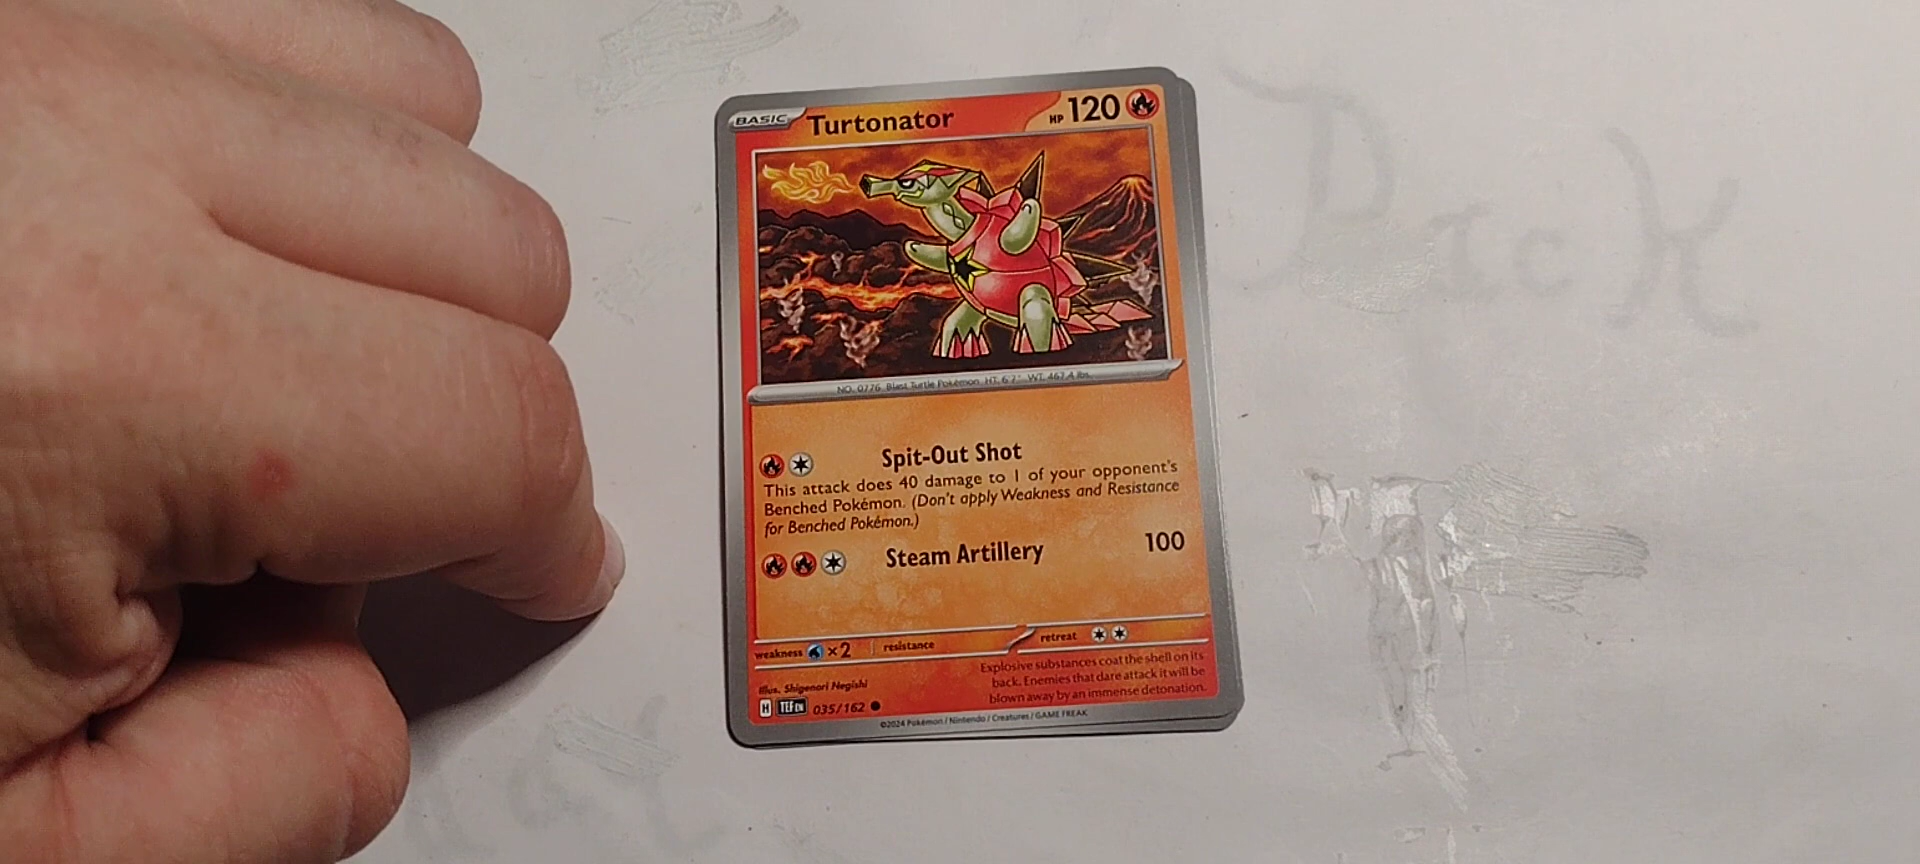 BASIC Turtonator HP 120
NO. 0776 Blast Turtle Pokémon HT. 6'7" WT. 467.4 lbs.
Spit-Out Shot
This attack does 40 damage to 1 of your opponent's
Benched Pokémon. (Don't apply Weakness and Resistance
for Benched Pokémon.)
Steam Artillery 100
weakness ×2 resistance retreat
Explosive substances coat the shell on its
back. Enemies that dare attack it will be
blown away by an immense detonation.
Illus. Shigenori Negishi
H TEF EN 035/162
©2024 Pokémon / Nintendo / Creatures / GAME FREAK